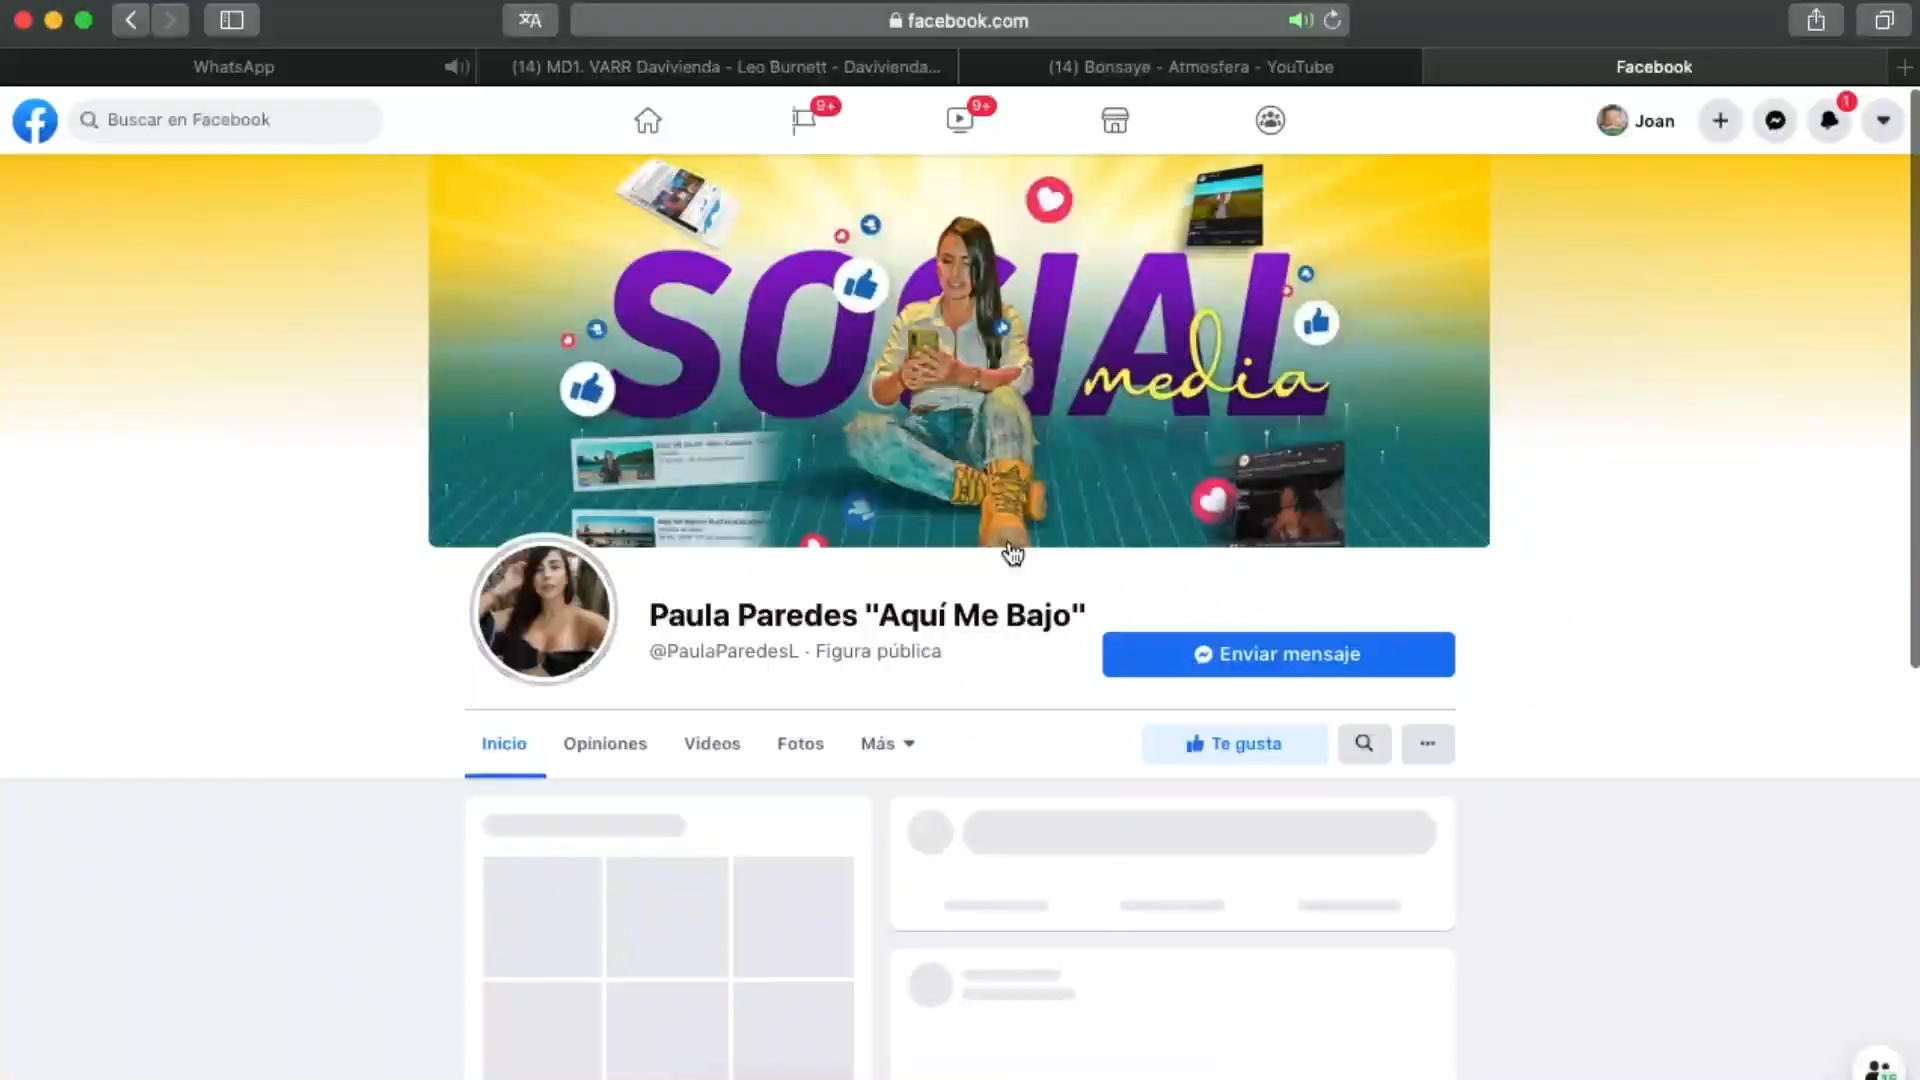 facebook.com
WhatsApp
(14) MD1. VARR Davivienda - Leo Burnett - Davivienda...
(14) Bonsaye - Atmosfera - YouTube
Facebook
Buscar en Facebook
9+
9+
Joan
1
SOCIAL
media
Paula Paredes "Aquí Me Bajo"
@PaulaParedesL · Figura pública
Enviar mensaje
Inicio
Opiniones
Videos
Fotos
Más
Te gusta